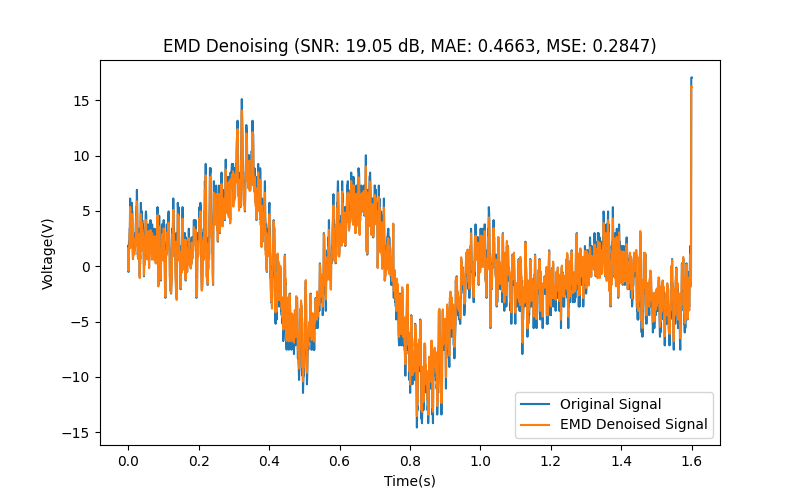 EMD Denoising (SNR: 19.05 dB, MAE: 0.4663, MSE: 0.2847)
Voltage(V)
15
10
5
0
−5
−10
−15
Original Signal
EMD Denoised Signal
0.0 0.2 0.4 0.6 0.8 1.0 1.2 1.4 1.6
Time(s)